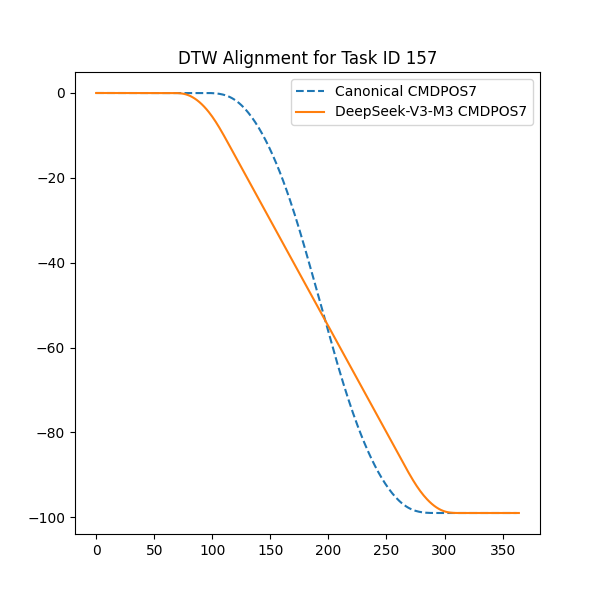 DTW Alignment for Task ID 157
Canonical CMDPOS7
DeepSeek-V3-M3 CMDPOS7
0
−20
−40
−60
−80
−100
0 50 100 150 200 250 300 350